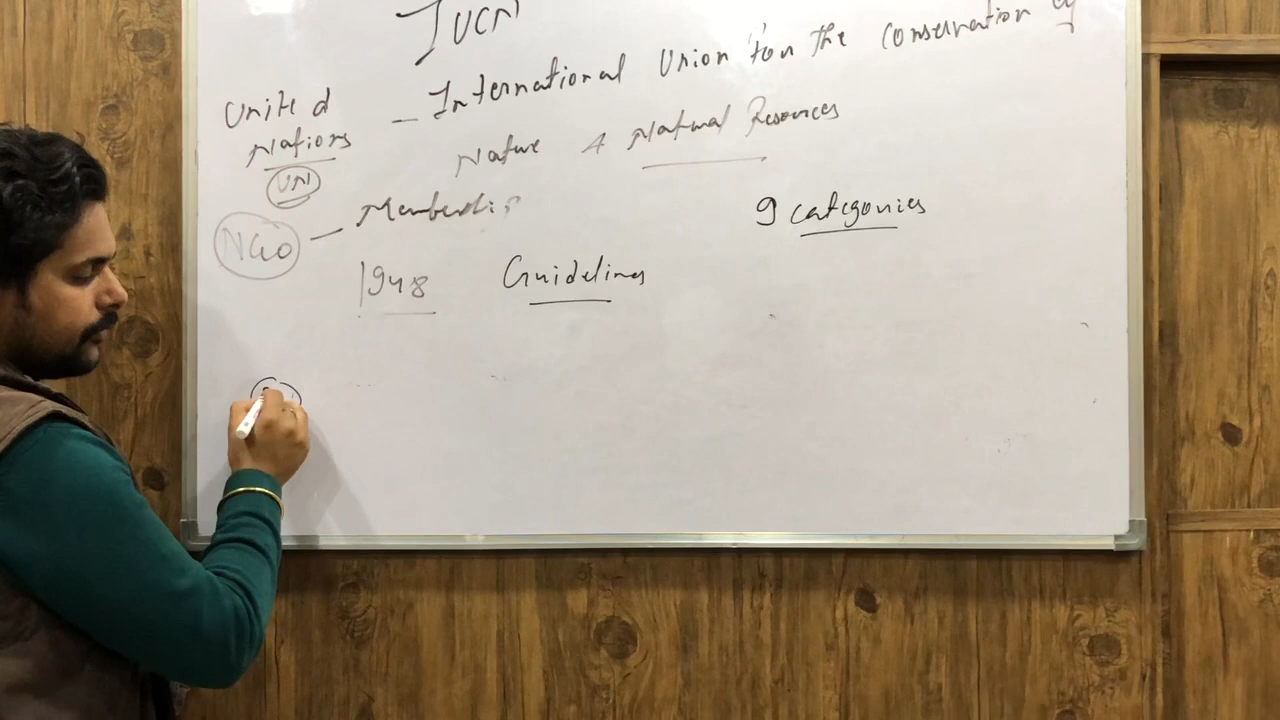 IUCN
International Union for the conservation of
United
Nations
Nature & Natural Resources
UN
Membership
9 categories
NGO
1948 Guidelines